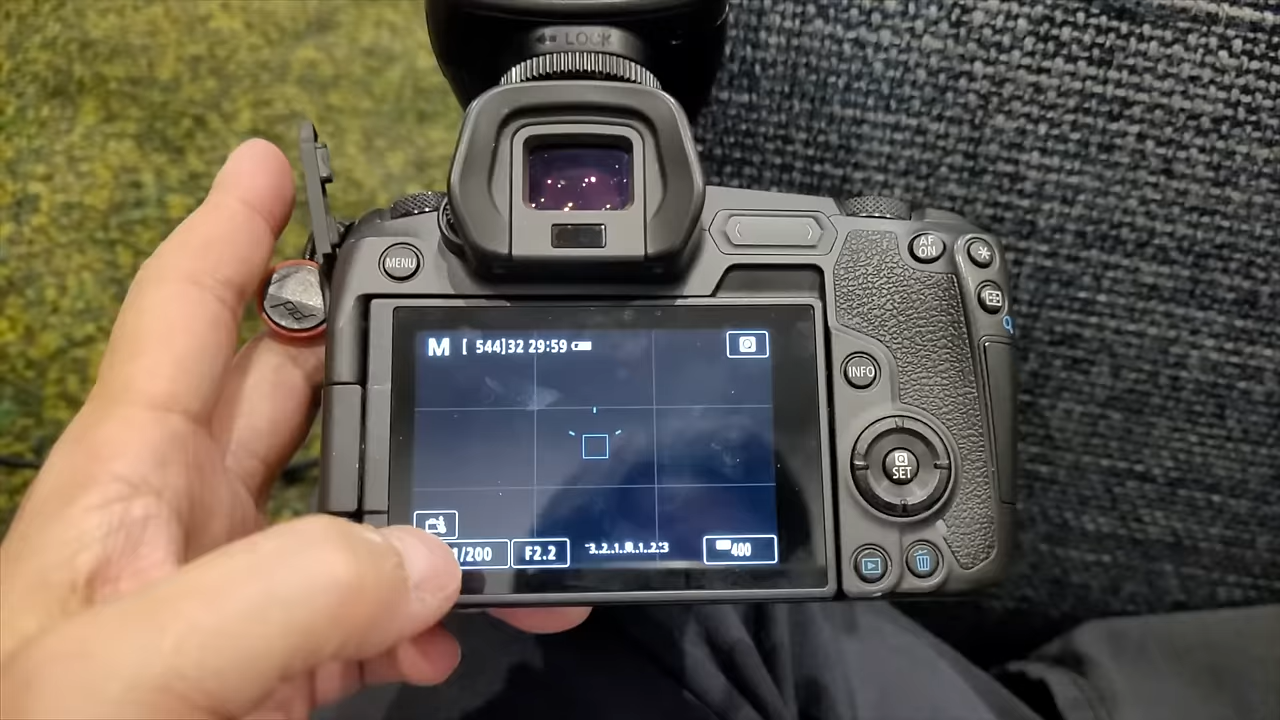 LOCK
MENU
AF
ON
M [ 544]32 29:59
INFO
Q
SET
1/200 F2.2 -3..2..1..0..1..2..:3 400
pd